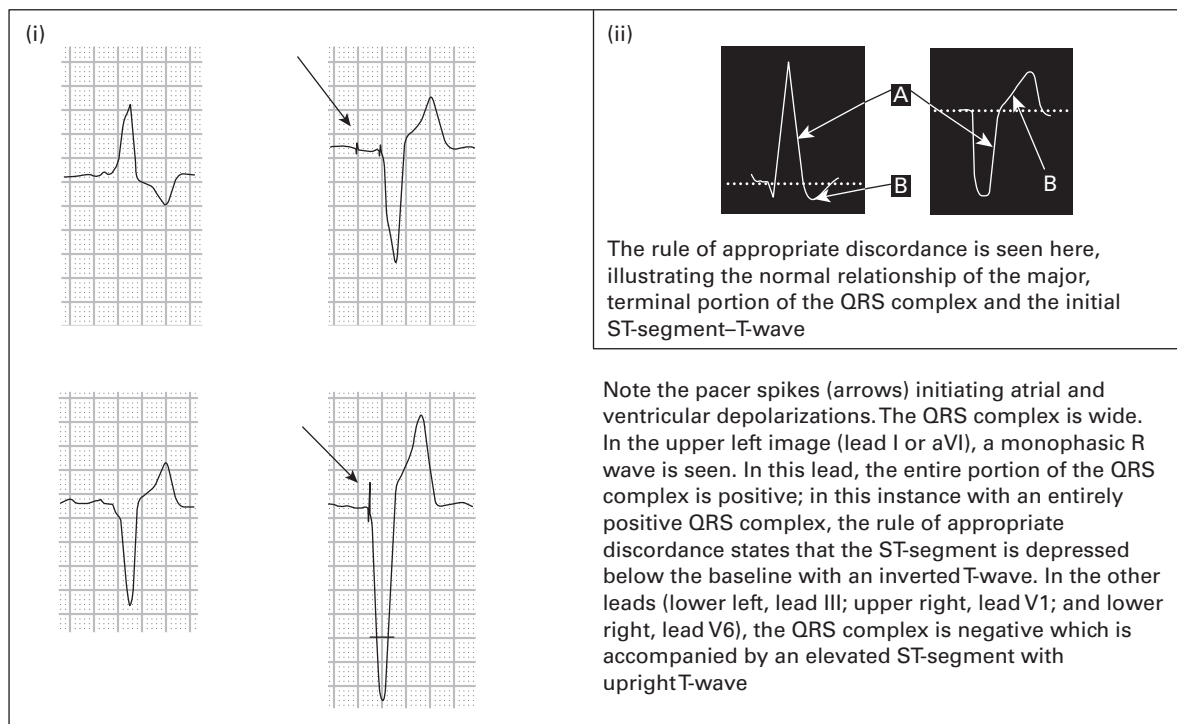 (i)
(ii)
A
B
B
The rule of appropriate discordance is seen here,
illustrating the normal relationship of the major,
terminal portion of the QRS complex and the initial
ST-segment–T-wave
Note the pacer spikes (arrows) initiating atrial and
ventricular depolarizations. The QRS complex is wide.
In the upper left image (lead I or aVl), a monophasic R
wave is seen. In this lead, the entire portion of the QRS
complex is positive; in this instance with an entirely
positive QRS complex, the rule of appropriate
discordance states that the ST-segment is depressed
below the baseline with an inverted T-wave. In the other
leads (lower left, lead III; upper right, lead V1; and lower
right, lead V6), the QRS complex is negative which is
accompanied by an elevated ST-segment with
upright T-wave